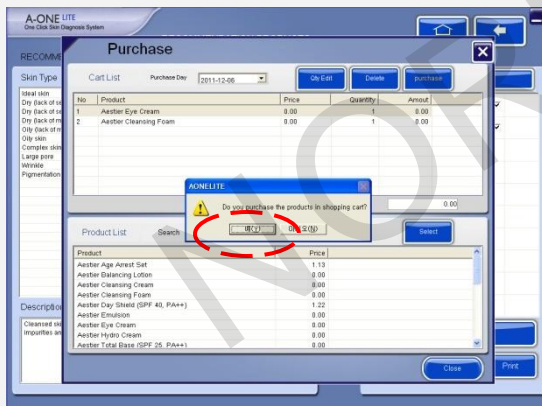 A-ONE LITE
One Click Skin Diagnosis System
RECOMME
Purchase
Skin Type
Cart List
Purchase Day
2011-12-06
Qty Edit
Delete
purchase
Ideal skin
Dry (lack of se
Dry (lack of se
Dry (lack of m
Oily (lack of m
Oily skin
Complex skin
Large pore
Wrinkle
Pigmentation
No Product Price Quantity Amout
1 Aestier Eye Cream 0.00 1 0.00
2 Aestier Cleansing Foam 0.00 1 0.00
AONELITE
Do you purchase the products in shopping cart?
예(Y)
아니오(N)
0.00
Product List
Search
Select
Product Price
Aestier Age Arrest Set 1.13
Aestier Balancing Lotion 0.00
Aestier Cleansing Cream 0.00
Aestier Cleansing Foam 0.00
Aestier Day Shield (SPF 40, PA++) 1.22
Aestier Emulsion 0.00
Aestier Eye Cream 0.00
Aestier Hydro Cream 0.00
Aestier Total Base (SPF 25, PA++) 0.00
Description
Cleansed ski
impurities an
Close
Print